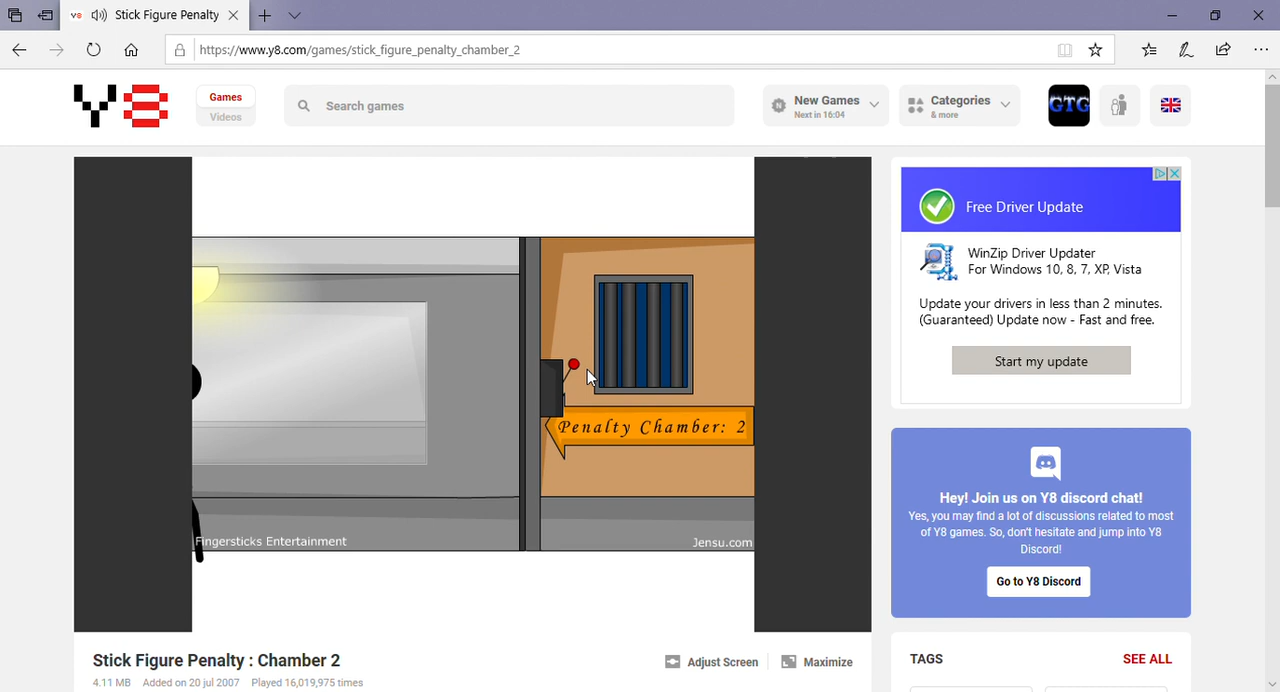 Y8 Stick Figure Penalty
https://www.y8.com/games/stick_figure_penalty_chamber_2
Y8
Games
Videos
Search games
N
New Games
Next in 16:04
Categories
& more
GTG
Free Driver Update
WinZip Driver Updater
For Windows 10, 8, 7, XP, Vista
Update your drivers in less than 2 minutes.
(Guaranteed) Update now - Fast and free.
Start my update
Penalty Chamber: 2
Fingersticks Entertainment
Jensu.com
Hey! Join us on Y8 discord chat!
Yes, you may find a lot of discussions related to most
of Y8 games. So, don't hesitate and jump into Y8
Discord!
Go to Y8 Discord
Stick Figure Penalty : Chamber 2
Adjust Screen
Maximize
4.11 MB Added on 20 jul 2007 Played 16,019,975 times
TAGS
SEE ALL